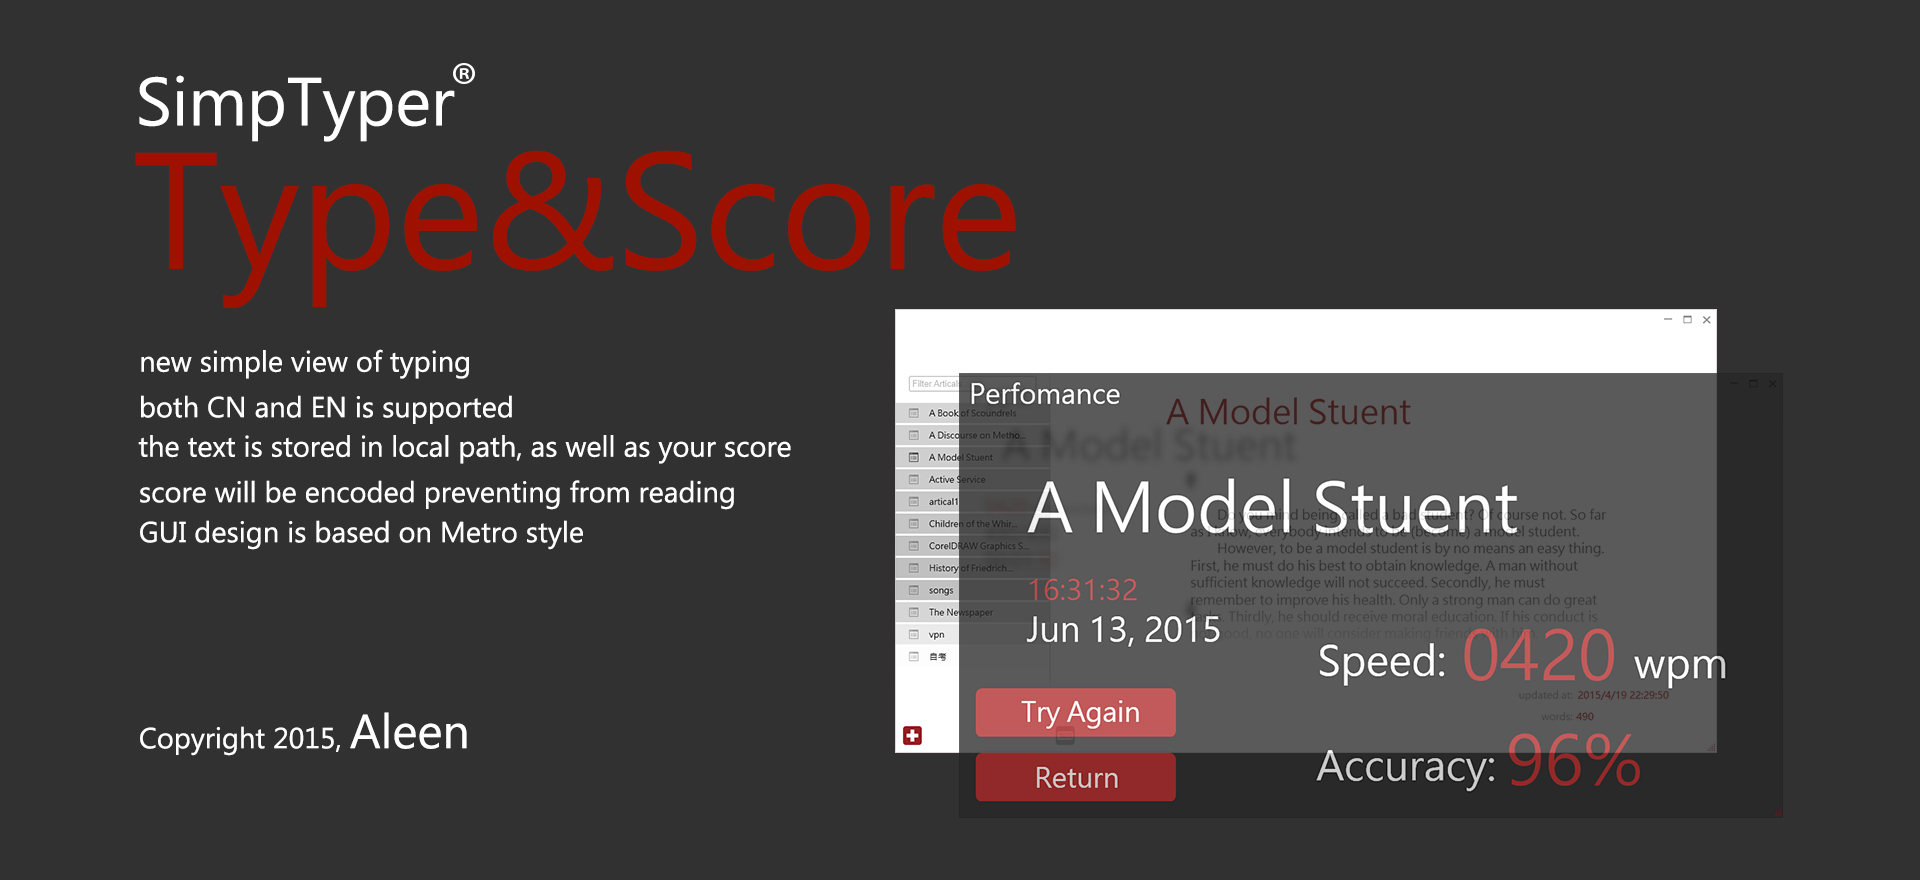 SimpTyper®
Type&Score
new simple view of typing
both CN and EN is supported
the text is stored in local path, as well as your score
score will be encoded preventing from reading
GUI design is based on Metro style
Copyright 2015, Aleen
Filter Artical
A Book of Scoundrels
A Discourse on Metho...
A Model Stuent
Active Service
artical1
Children of the Whir...
CorelDRAW Graphics S...
History of Friedrich...
songs
The Newspaper
vpn
自考
Perfomance
A Model Stuent
A Model Stuent
A Model Stuent
Do you mind being called a bad student? Of course not. So far
as I know, everybody intends to be (become) a model student.
However, to be a model student is by no means an easy thing.
First, he must do his best to obtain knowledge. A man without
sufficient knowledge will not succeed. Secondly, he must
remember to improve his health. Only a strong man can do great
tasks. Thirdly, he should receive moral education. If his conduct is
good, no one will consider making friends with
16:31:32
Jun 13, 2015
Speed: 0420 wpm
updated at: 2015/4/19 22:29:50
words: 490
Accuracy: 96%
Try Again
Return